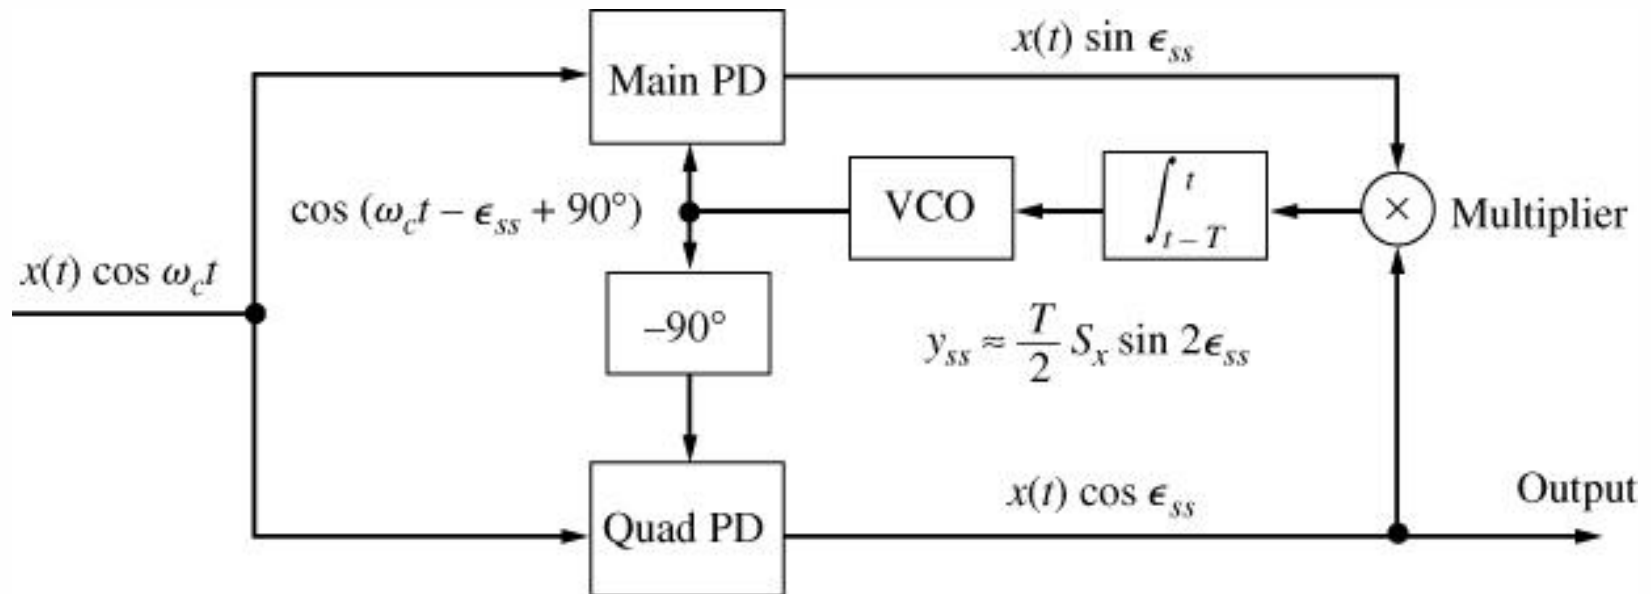 x(t) sin ϵ_ss
Main PD
cos (ω_c t – ϵ_ss + 90°)
VCO
∫_{t – T}^{t}
×
Multiplier
x(t) cos ω_c t
–90°
y_ss ≈ T/2 S_x sin 2ϵ_ss
Quad PD
x(t) cos ϵ_ss
Output